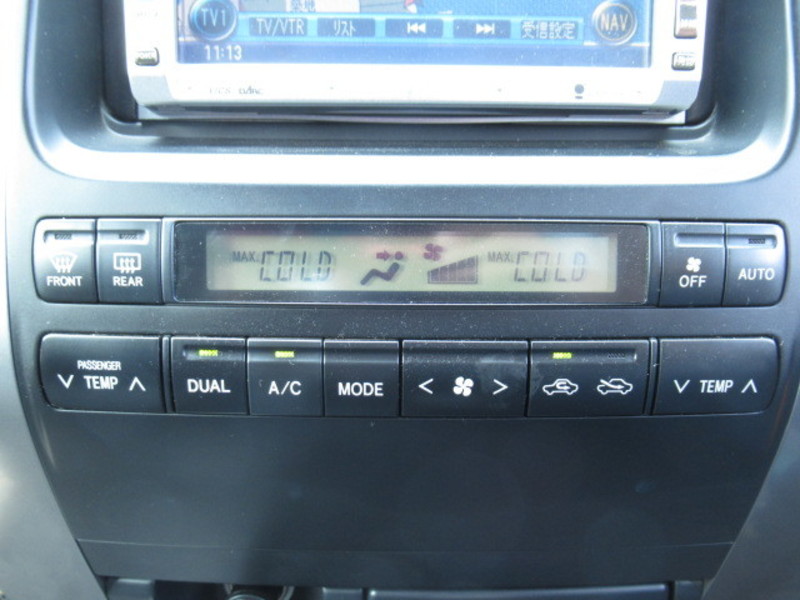 TV1 TV/VTR リスト 受信設定 NAV
11:13
FRONT REAR MAX COLD MAX COLD OFF AUTO
PASSENGER
TEMP DUAL A/C MODE TEMP